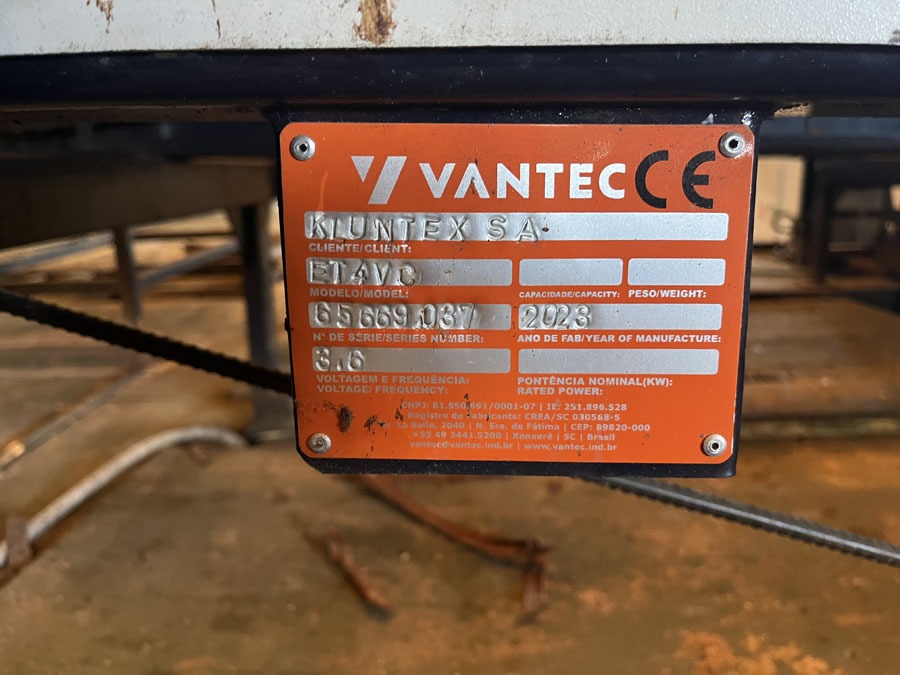 VANTEC CE
KLUNTEX SA
CLIENTE/CLIENT:
ETAVC
MODELO/MODEL:
CAPACIDADE/CAPACITY:
PESO/WEIGHT:
65669.037
2023
N° DE SÉRIE/SERIES NUMBER:
ANO DE FAB/YEAR OF MANUFACTURE:
3.6
VOLTAGEM E FREQUÊNCIA:
VOLTAGE/ FREQUENCY:
PONTÊNCIA NOMINAL(KW):
RATED POWER:
CNPJ: 81.550.691/0001-07 | IE: 251.896.528
Registro do Fabricante: CREA/SC 030568-5
La Salle, 2040 | N. Sra. de Fátima | CEP: 89820-000
+55 49 3441.5200 | Xanxerê | SC | Brasil
vantec@vantec.ind.br | www.vantec.ind.br